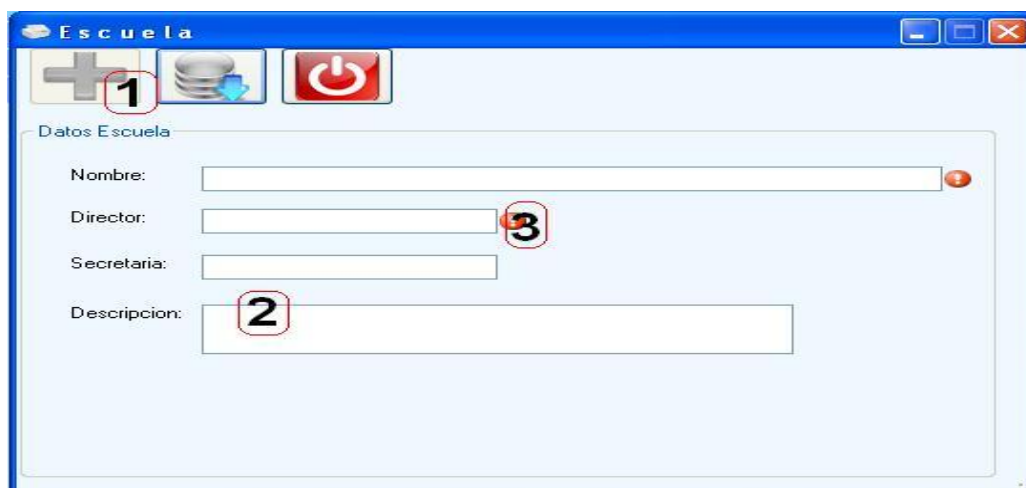 Escuela
1
Datos Escuela
Nombre:
Director:
3
Secretaria:
Descripcion:
2